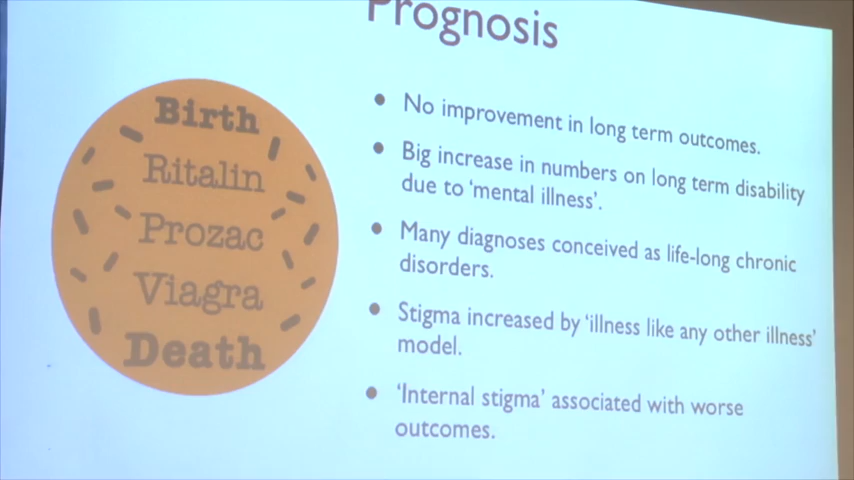 Prognosis
Birth
Ritalin
Prozac
Viagra
Death
• No improvement in long term outcomes.
• Big increase in numbers on long term disability
due to ‘mental illness’.
• Many diagnoses conceived as life-long chronic
disorders.
• Stigma increased by ‘illness like any other illness’
model.
• ‘Internal stigma’ associated with worse
outcomes.